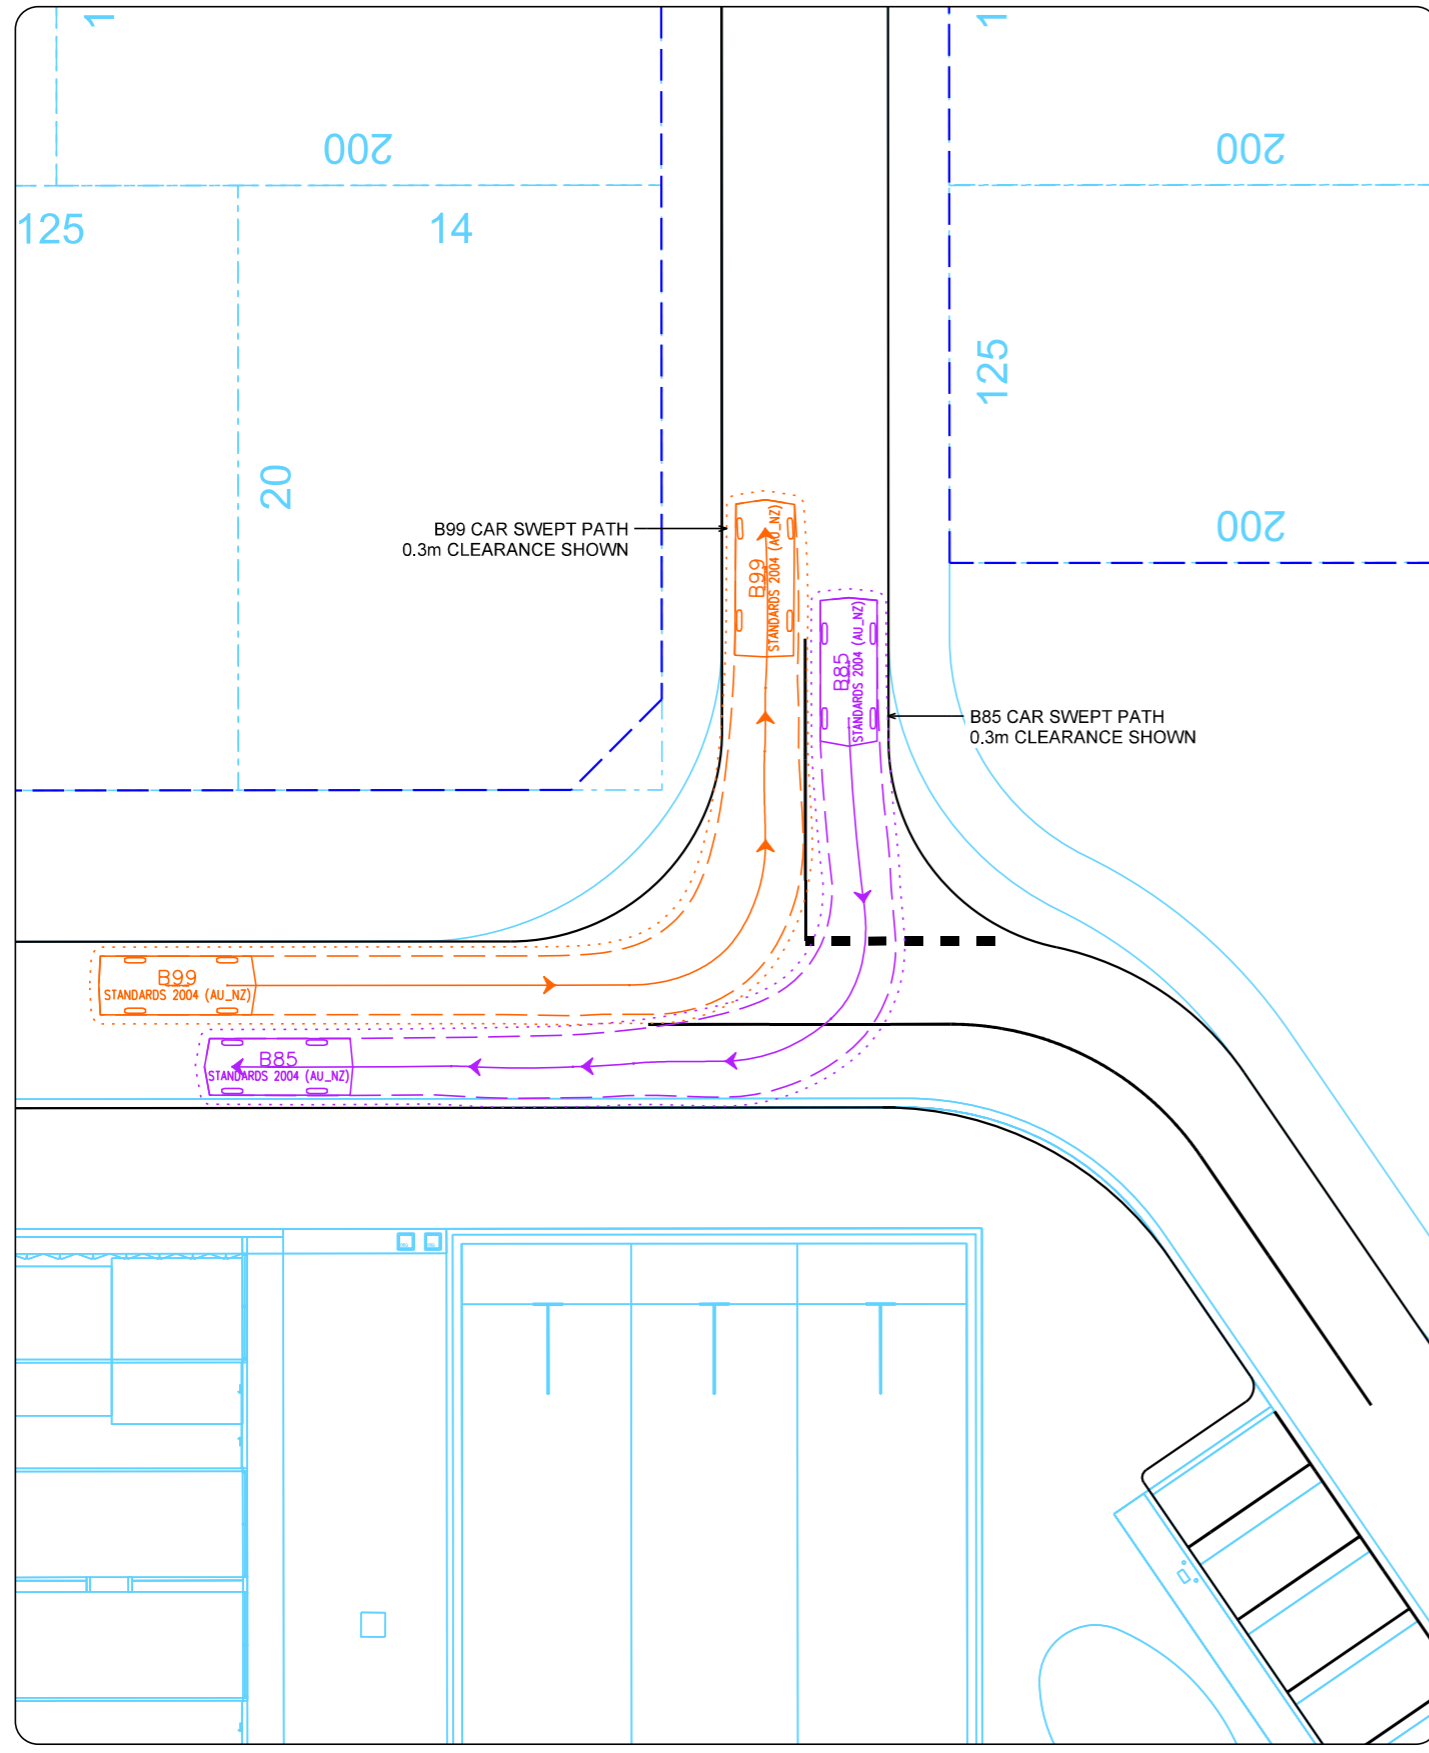 1
1
200
200
125
14
125
20
200
B99 CAR SWEPT PATH
0.3m CLEARANCE SHOWN
B99
STANDARDS 2004 (AU_NZ)
B85
STANDARDS 2004 (AU_NZ)
B85 CAR SWEPT PATH
0.3m CLEARANCE SHOWN
B99
STANDARDS 2004 (AU_NZ)
B85
STANDARDS 2004 (AU_NZ)